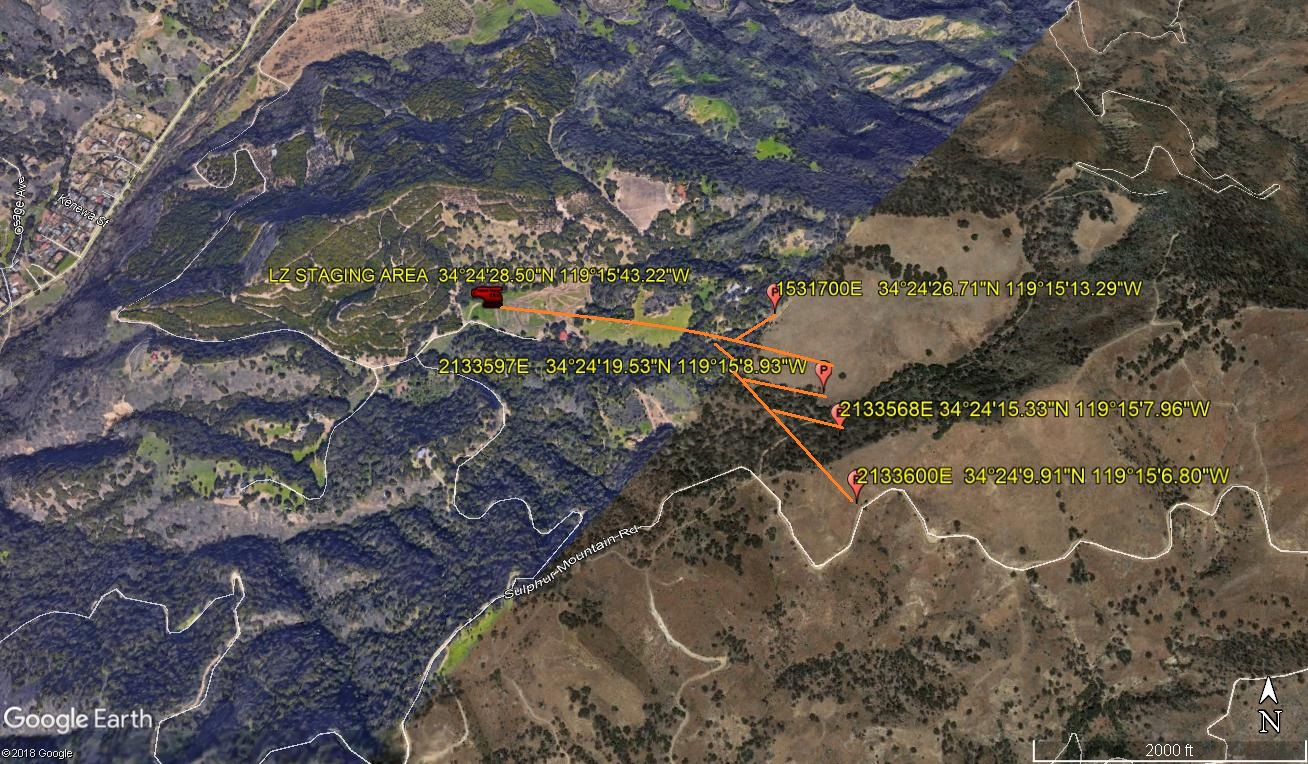 Osage Ave
Kenewa St
LZ STAGING AREA 34°24'28.50"N 119°15'43.22"W
1531700E 34°24'26.71"N 119°15'13.29"W
2133597E 34°24'19.53"N 119°15'8.93"W
P
2133568E 34°24'15.33"N 119°15'7.96"W
2133600E 34°24'9.91"N 119°15'6.80"W
Sulphur Mountain Rd
Google Earth
©2018 Google
N
2000 ft